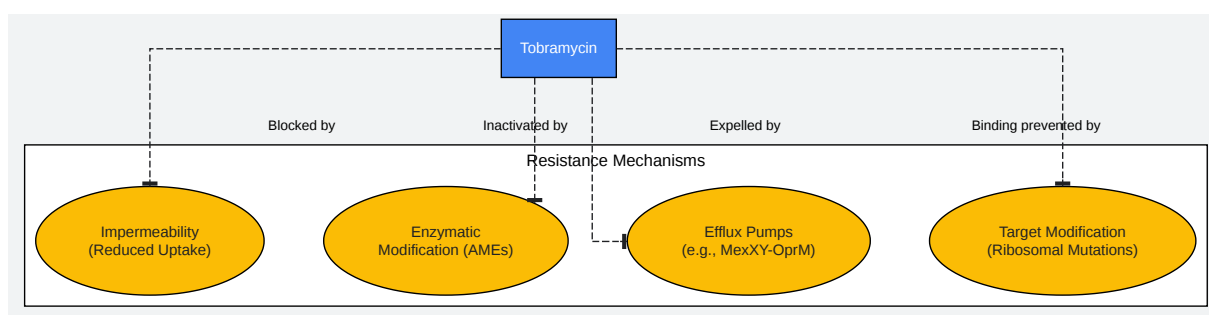 Tobramycin
Blocked by
Inactivated by
Expelled by
Binding prevented by
Resistance Mechanisms
Impermeability
(Reduced Uptake)
Enzymatic
Modification (AMEs)
Efflux Pumps
(e.g., MexXY-OprM)
Target Modification
(Ribosomal Mutations)